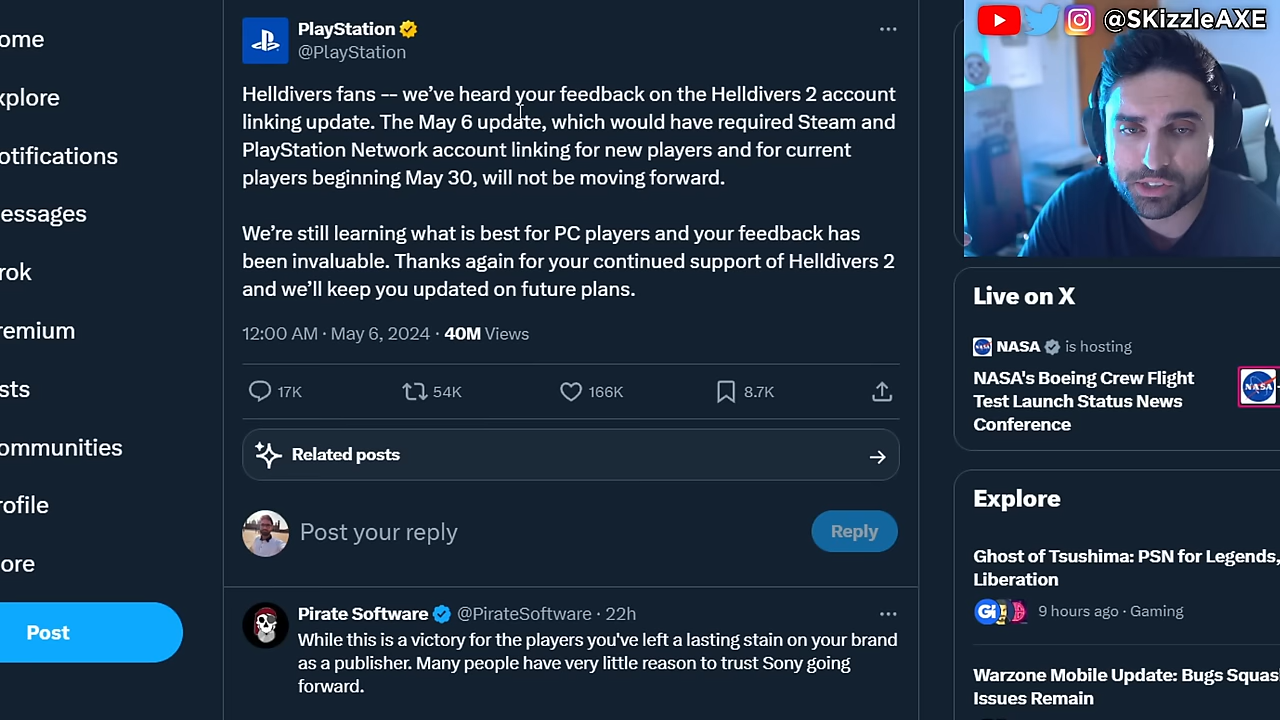 ome
xplore
otifications
essages
rok
remium
sts
ommunities
rofile
ore
Post
PlayStation
@PlayStation
Helldivers fans -- we’ve heard your feedback on the Helldivers 2 account
linking update. The May 6 update, which would have required Steam and
PlayStation Network account linking for new players and for current
players beginning May 30, will not be moving forward.
We’re still learning what is best for PC players and your feedback has
been invaluable. Thanks again for your continued support of Helldivers 2
and we’ll keep you updated on future plans.
12:00 AM · May 6, 2024 · 40M Views
17K 54K 166K 8.7K
Related posts
Post your reply
Reply
Pirate Software @PirateSoftware · 22h
While this is a victory for the players you've left a lasting stain on your brand
as a publisher. Many people have very little reason to trust Sony going
forward.
@SKizzleAXE
Live on X
NASA is hosting
NASA's Boeing Crew Flight
Test Launch Status News
Conference
NASA
Explore
Ghost of Tsushima: PSN for Legends,
Liberation
9 hours ago · Gaming
Warzone Mobile Update: Bugs Squas
Issues Remain